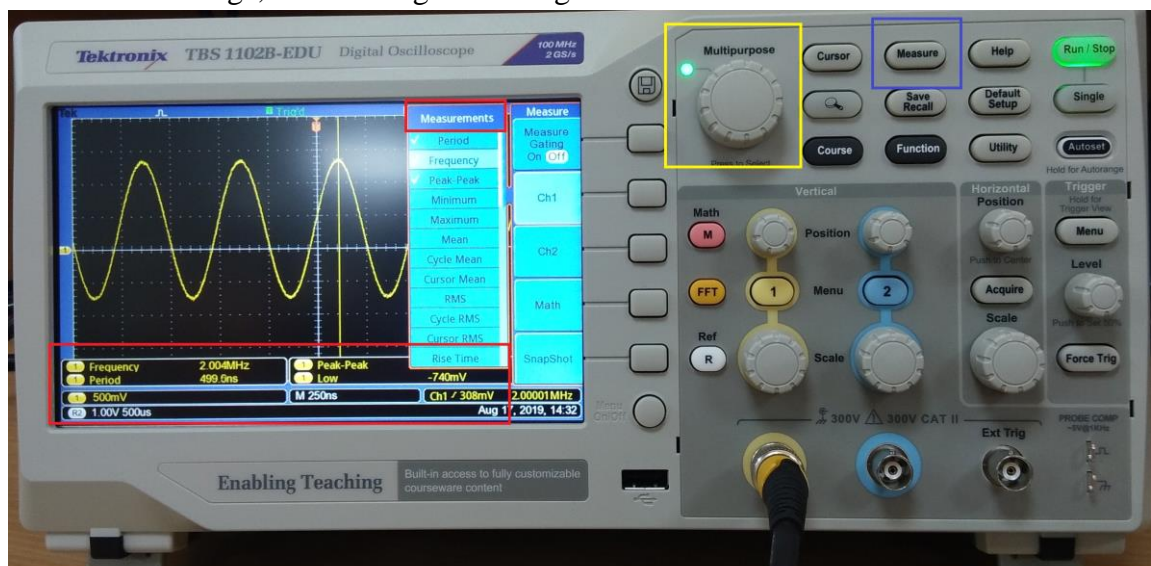 Tektronix TBS 1102B-EDU Digital Oscilloscope 100 MHz
2 GS/s
Tek Trig'd
Measurements
Period
Frequency
Peak-Peak
Minimum
Maximum
Mean
Cycle Mean
Cursor Mean
RMS
Cycle RMS
Cursor RMS
Rise Time
Measure
Measure
Gating
On Off
Ch1
Ch2
Math
SnapShot
1 Frequency 2.004MHz
1 Period
1 Peak-Peak
1 Low -740mV
1 500mV M 250ns Ch1 308mV 2.00001MHz
R2 1.00V 500us Aug 17, 2019, 14:32
Menu
On/Off
Enabling Teaching
Built-in access to fully customizable
courseware content
Multipurpose
Press to Select
Cursor
Measure
Help
Run / Stop
Save
Recall
Default
Setup
Single
Course
Function
Utility
Autoset
Hold for Autorange
Vertical
Horizontal
Trigger
Hold for
Trigger View
Math
M
Position
Position
Push to Center
Menu
Level
Push to Set 50%
FFT
1
Menu
2
Acquire
Scale
Ref
R
Scale
Force Trig
300V 300V CAT II
Ext Trig
PROBE COMP
~5V@1KHz